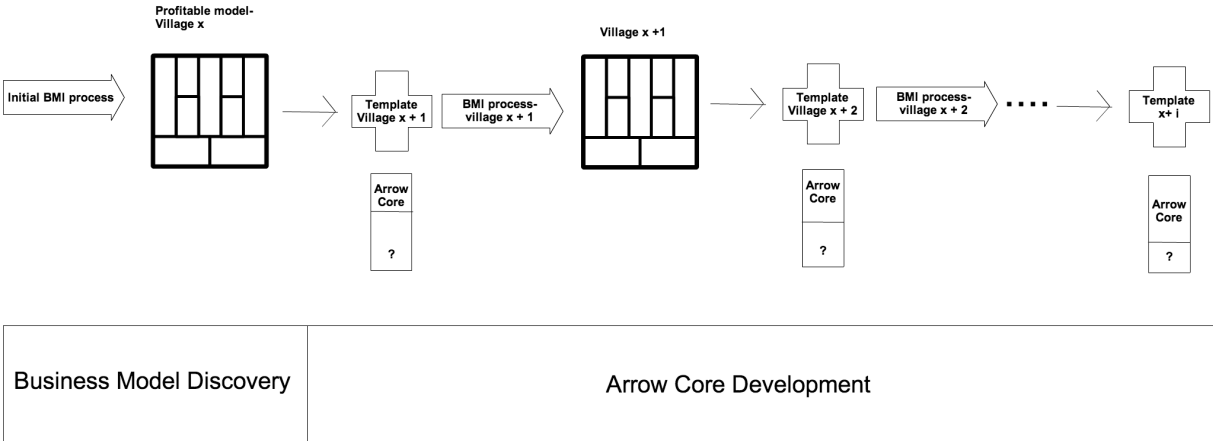 Profitable model-
Village x
Village x +1
Initial BMI process
Template
Village x + 1
BMI process-
village x + 1
Template
Village x + 2
BMI process-
village x + 2
Template
x+ i
Arrow
Core
?
Arrow
Core
?
Arrow
Core
?
Business Model Discovery
Arrow Core Development